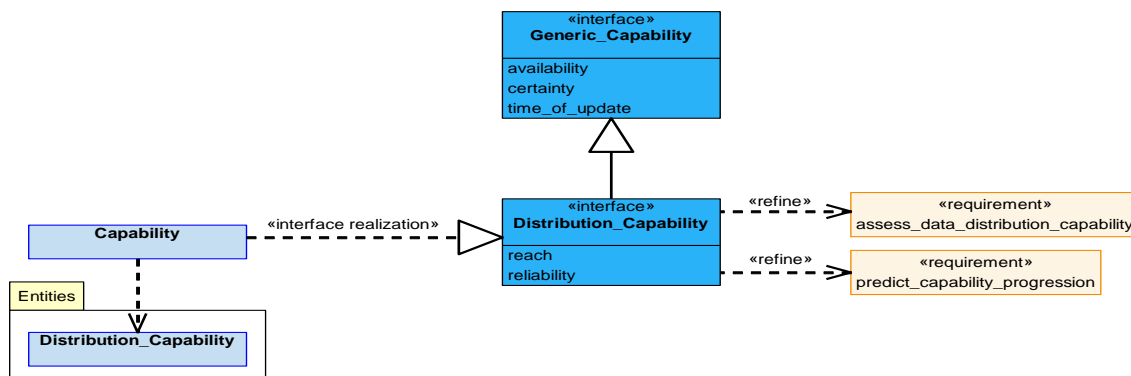 «interface»
Generic_Capability
availability
certainty
time_of_update
«interface»
Distribution_Capability
reach
reliability
«interface realization»
Capability
Entities
Distribution_Capability
«refine»
«requirement»
assess_data_distribution_capability
«refine»
«requirement»
predict_capability_progression